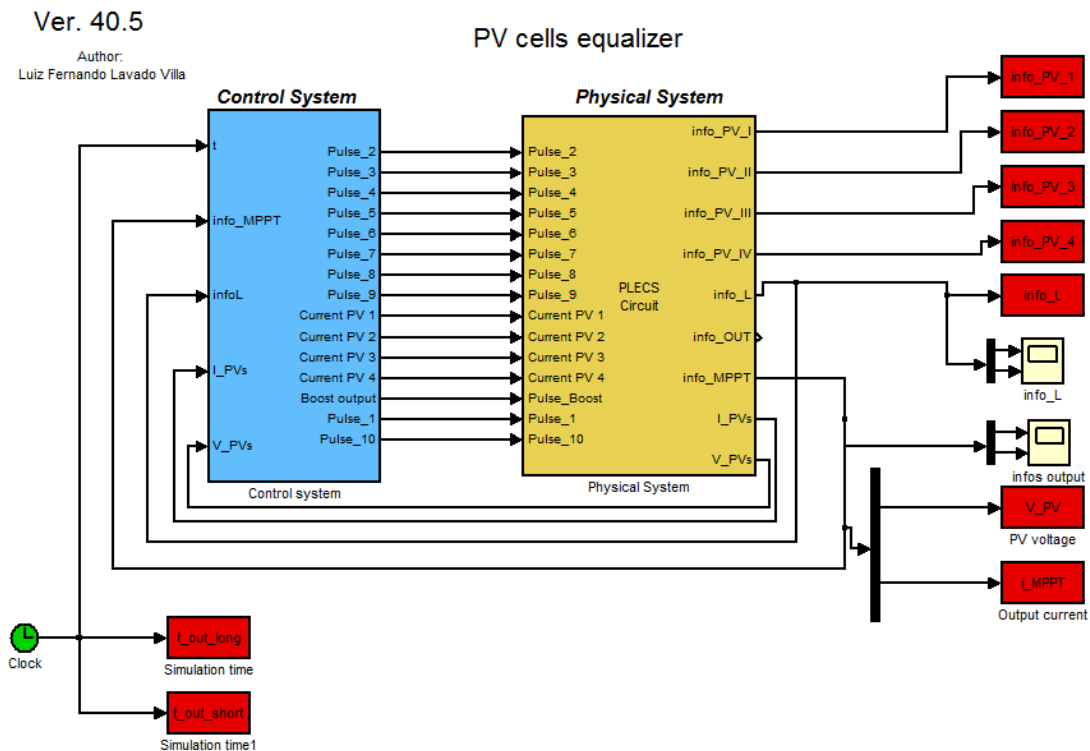 Ver. 40.5
Author:
Luiz Fernando Lavado Villa
PV cells equalizer
Control System
t
info_MPPT
infoL
I_PVs
V_PVs
Pulse_2
Pulse_3
Pulse_4
Pulse_5
Pulse_6
Pulse_7
Pulse_8
Pulse_9
Current PV 1
Current PV 2
Current PV 3
Current PV 4
Boost output
Pulse_1
Pulse_10
Control system
Physical System
Pulse_2
Pulse_3
Pulse_4
Pulse_5
Pulse_6
Pulse_7
Pulse_8
Pulse_9
Current PV 1
Current PV 2
Current PV 3
Current PV 4
Pulse_Boost
Pulse_1
Pulse_10
PLECS
Circuit
info_PV_I
info_PV_II
info_PV_III
info_PV_IV
info_L
info_OUT
info_MPPT
I_PVs
V_PVs
Physical System
info_PV_1
info_PV_2
info_PV_3
info_PV_4
info_L
info_L
infos output
V_PV
PV voltage
i_MPPT
Output current
Clock
t_out_long
Simulation time
t_out_short
Simulation time1